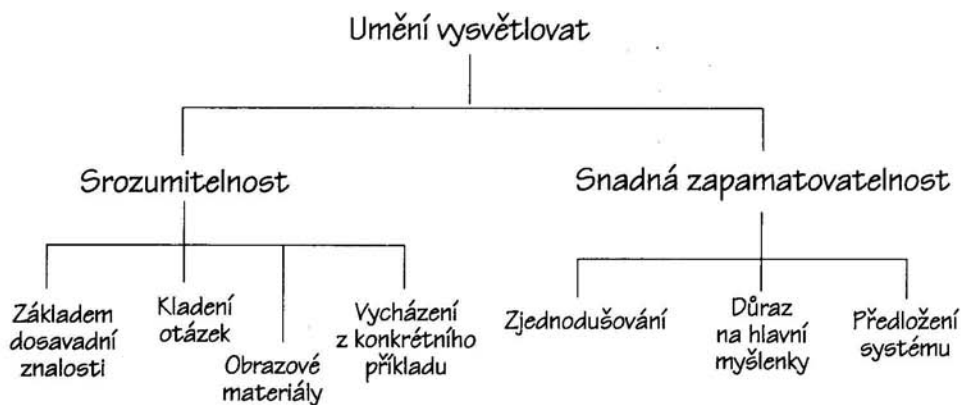 Umění vysvětlovat
Srozumitelnost
Snadná zapamatovatelnost
Základem
dosavadní
znalosti
Kladení
otázek
Obrazové
materiály
Vycházení
z konkrétního
příkladu
Zjednodušování
Důraz
na hlavní
myšlenky
Předložení
systému